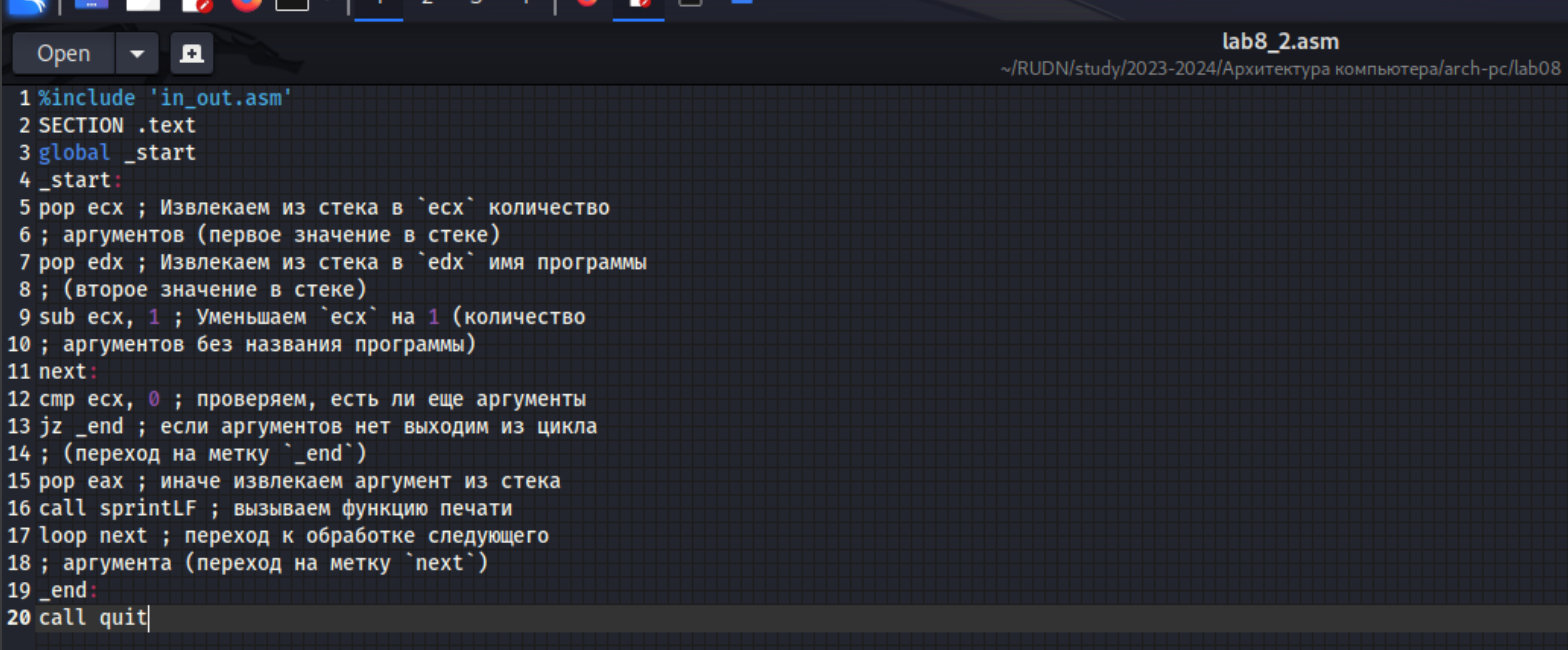 Open
lab8_2.asm
~/RUDN/study/2023-2024/Архитектура компьютера/arch-pc/lab08
1 %include 'in_out.asm'
2 SECTION .text
3 global _start
4 _start:
5 pop ecx ; Извлекаем из стека в `ecx` количество
6 ; аргументов (первое значение в стеке)
7 pop edx ; Извлекаем из стека в `edx` имя программы
8 ; (второе значение в стеке)
9 sub ecx, 1 ; Уменьшаем `ecx` на 1 (количество
10 ; аргументов без названия программы)
11 next:
12 cmp ecx, 0 ; проверяем, есть ли еще аргументы
13 jz _end ; если аргументов нет выходим из цикла
14 ; (переход на метку `_end`)
15 pop eax ; иначе извлекаем аргумент из стека
16 call sprintLF ; вызываем функцию печати
17 loop next ; переход к обработке следующего
18 ; аргумента (переход на метку `next`)
19 _end:
20 call quit